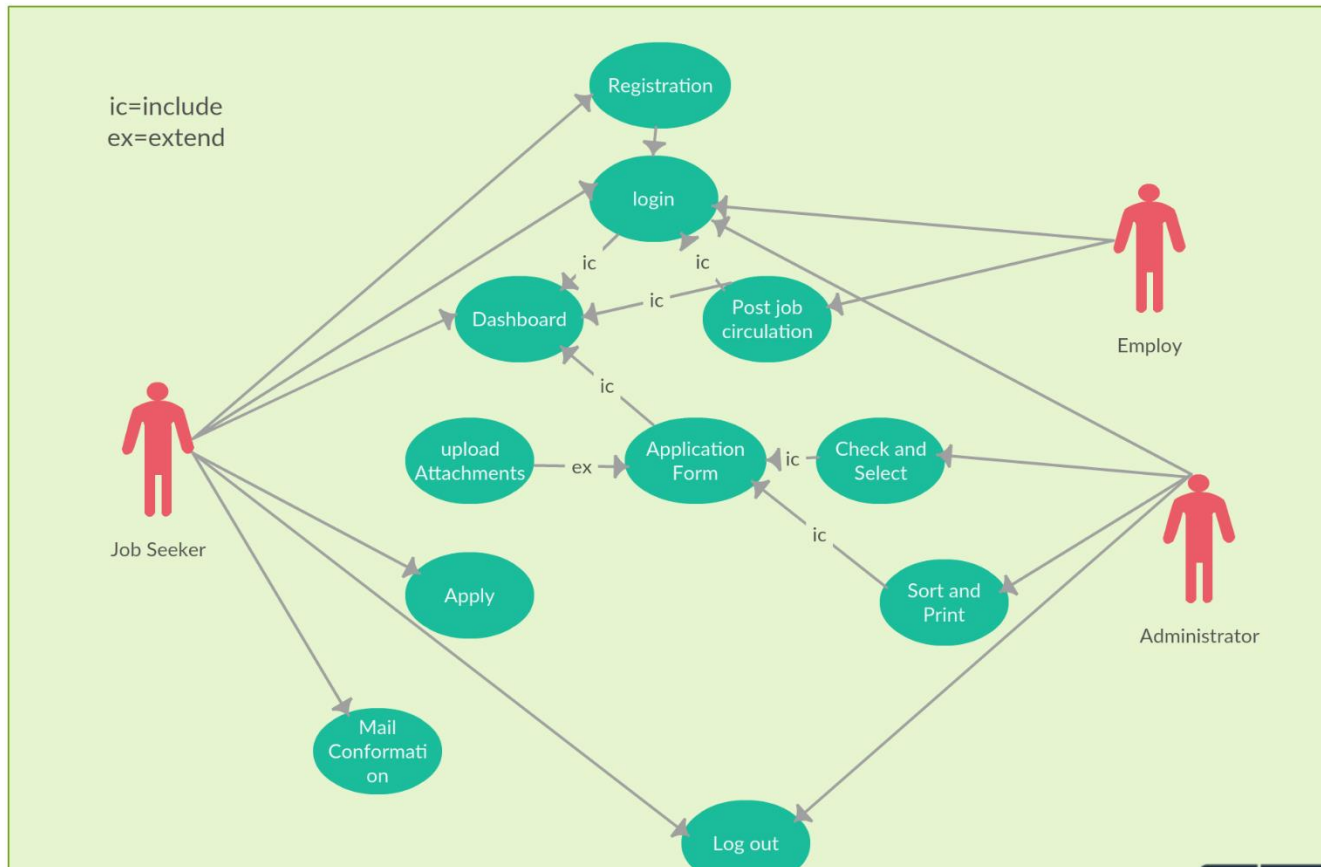 ic=include
ex=extend
Registration
login
ic
ic
ic
Dashboard
Post job
circulation
Employ
ic
upload
Attachments
ex
Application
Form
ic
Check and
Select
ic
Job Seeker
Apply
Sort and
Print
Administrator
Mail
Conformati
on
Log out